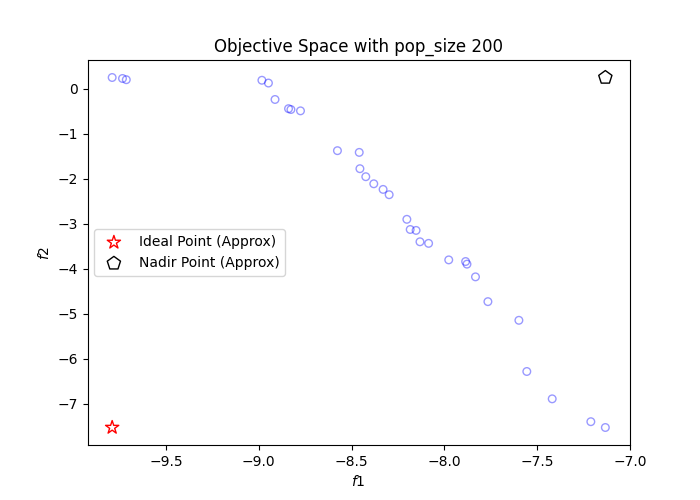 Objective Space with pop_size 200
0
−1
−2
−3
−4
−5
−6
−7
f2
Ideal Point (Approx)
Nadir Point (Approx)
−9.5
−9.0
−8.5
−8.0
−7.5
−7.0
f1